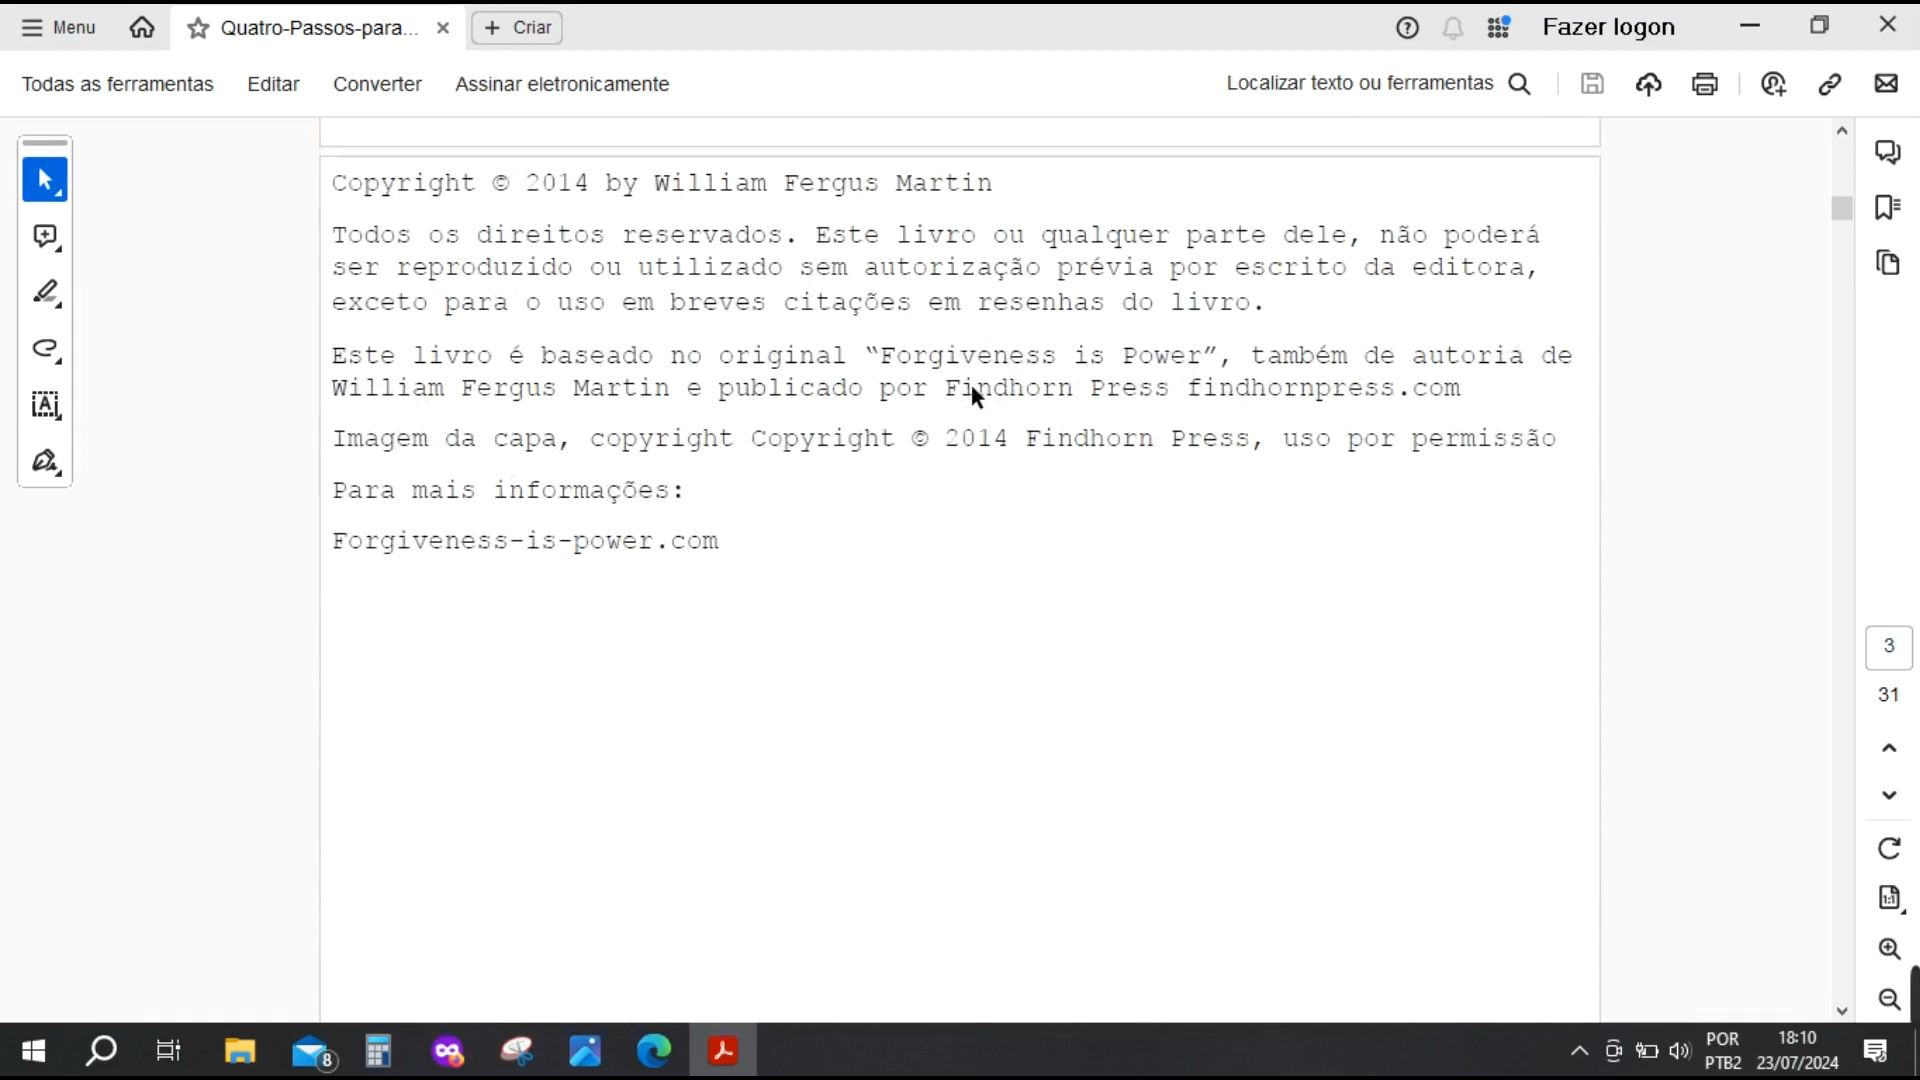 Menu
Quatro-Passos-para...
Criar
Fazer logon
Todas as ferramentas
Editar
Converter
Assinar eletronicamente
Localizar texto ou ferramentas
Copyright © 2014 by William Fergus Martin
Todos os direitos reservados. Este livro ou qualquer parte dele, não poderá
ser reproduzido ou utilizado sem autorização prévia por escrito da editora,
exceto para o uso em breves citações em resenhas do livro.
Este livro é baseado no original “Forgiveness is Power”, também de autoria de
William Fergus Martin e publicado por Findhorn Press findhornpress.com
Imagem da capa, copyright Copyright © 2014 Findhorn Press, uso por permissão
Para mais informações:
Forgiveness-is-power.com
3
31
8
POR
PTB2
18:10
23/07/2024